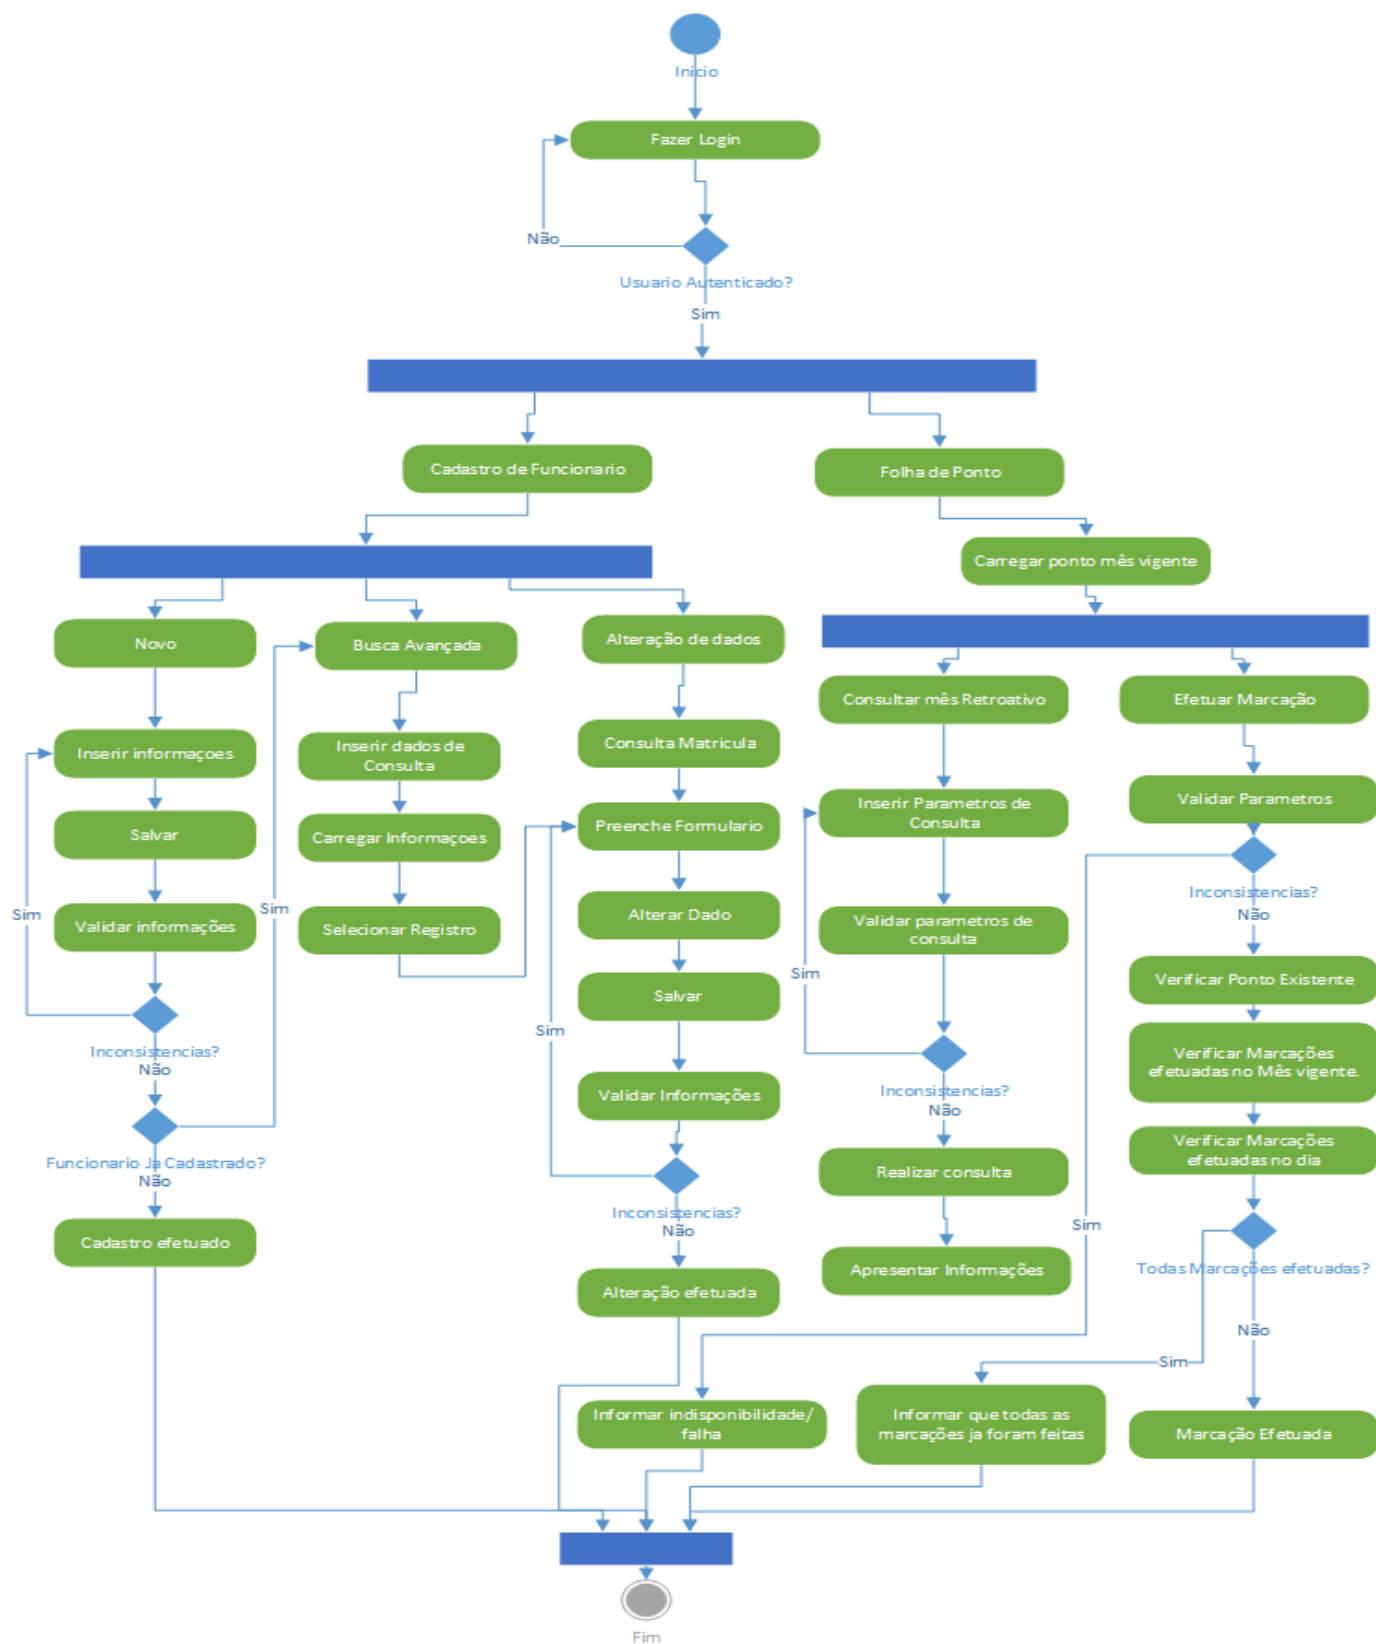 Inicio
Fazer Login
Não
Usuario Autenticado?
Sim
Cadastro de Funcionario
Folha de Ponto
Carregar ponto mês vigente
Novo
Busca Avançada
Alteração de dados
Consultar mês Retroativo
Efetuar Marcação
Inserir informaçoes
Inserir dados de
Consulta
Consulta Matricula
Inserir Parametros de
Consulta
Validar Parametros
Salvar
Carregar Informaçoes
Preenche Formulario
Inconsistencias?
Não
Sim
Validar informações
Sim
Selecionar Registro
Alterar Dado
Validar parametros de
consulta
Sim
Verificar Ponto Existente
Salvar
Sim
Inconsistencias?
Não
Verificar Marcações
efetuadas no Mês vigente.
Validar Informações
Inconsistencias?
Não
Verificar Marcações
efetuadas no dia
Funcionario Ja Cadastrado?
Não
Realizar consulta
Inconsistencias?
Não
Sim
Cadastro efetuado
Apresentar Informações
Todas Marcações efetuadas?
Alteração efetuada
Não
Sim
Informar indisponibilidade/
falha
Informar que todas as
marcações ja foram feitas
Marcação Efetuada
Fim